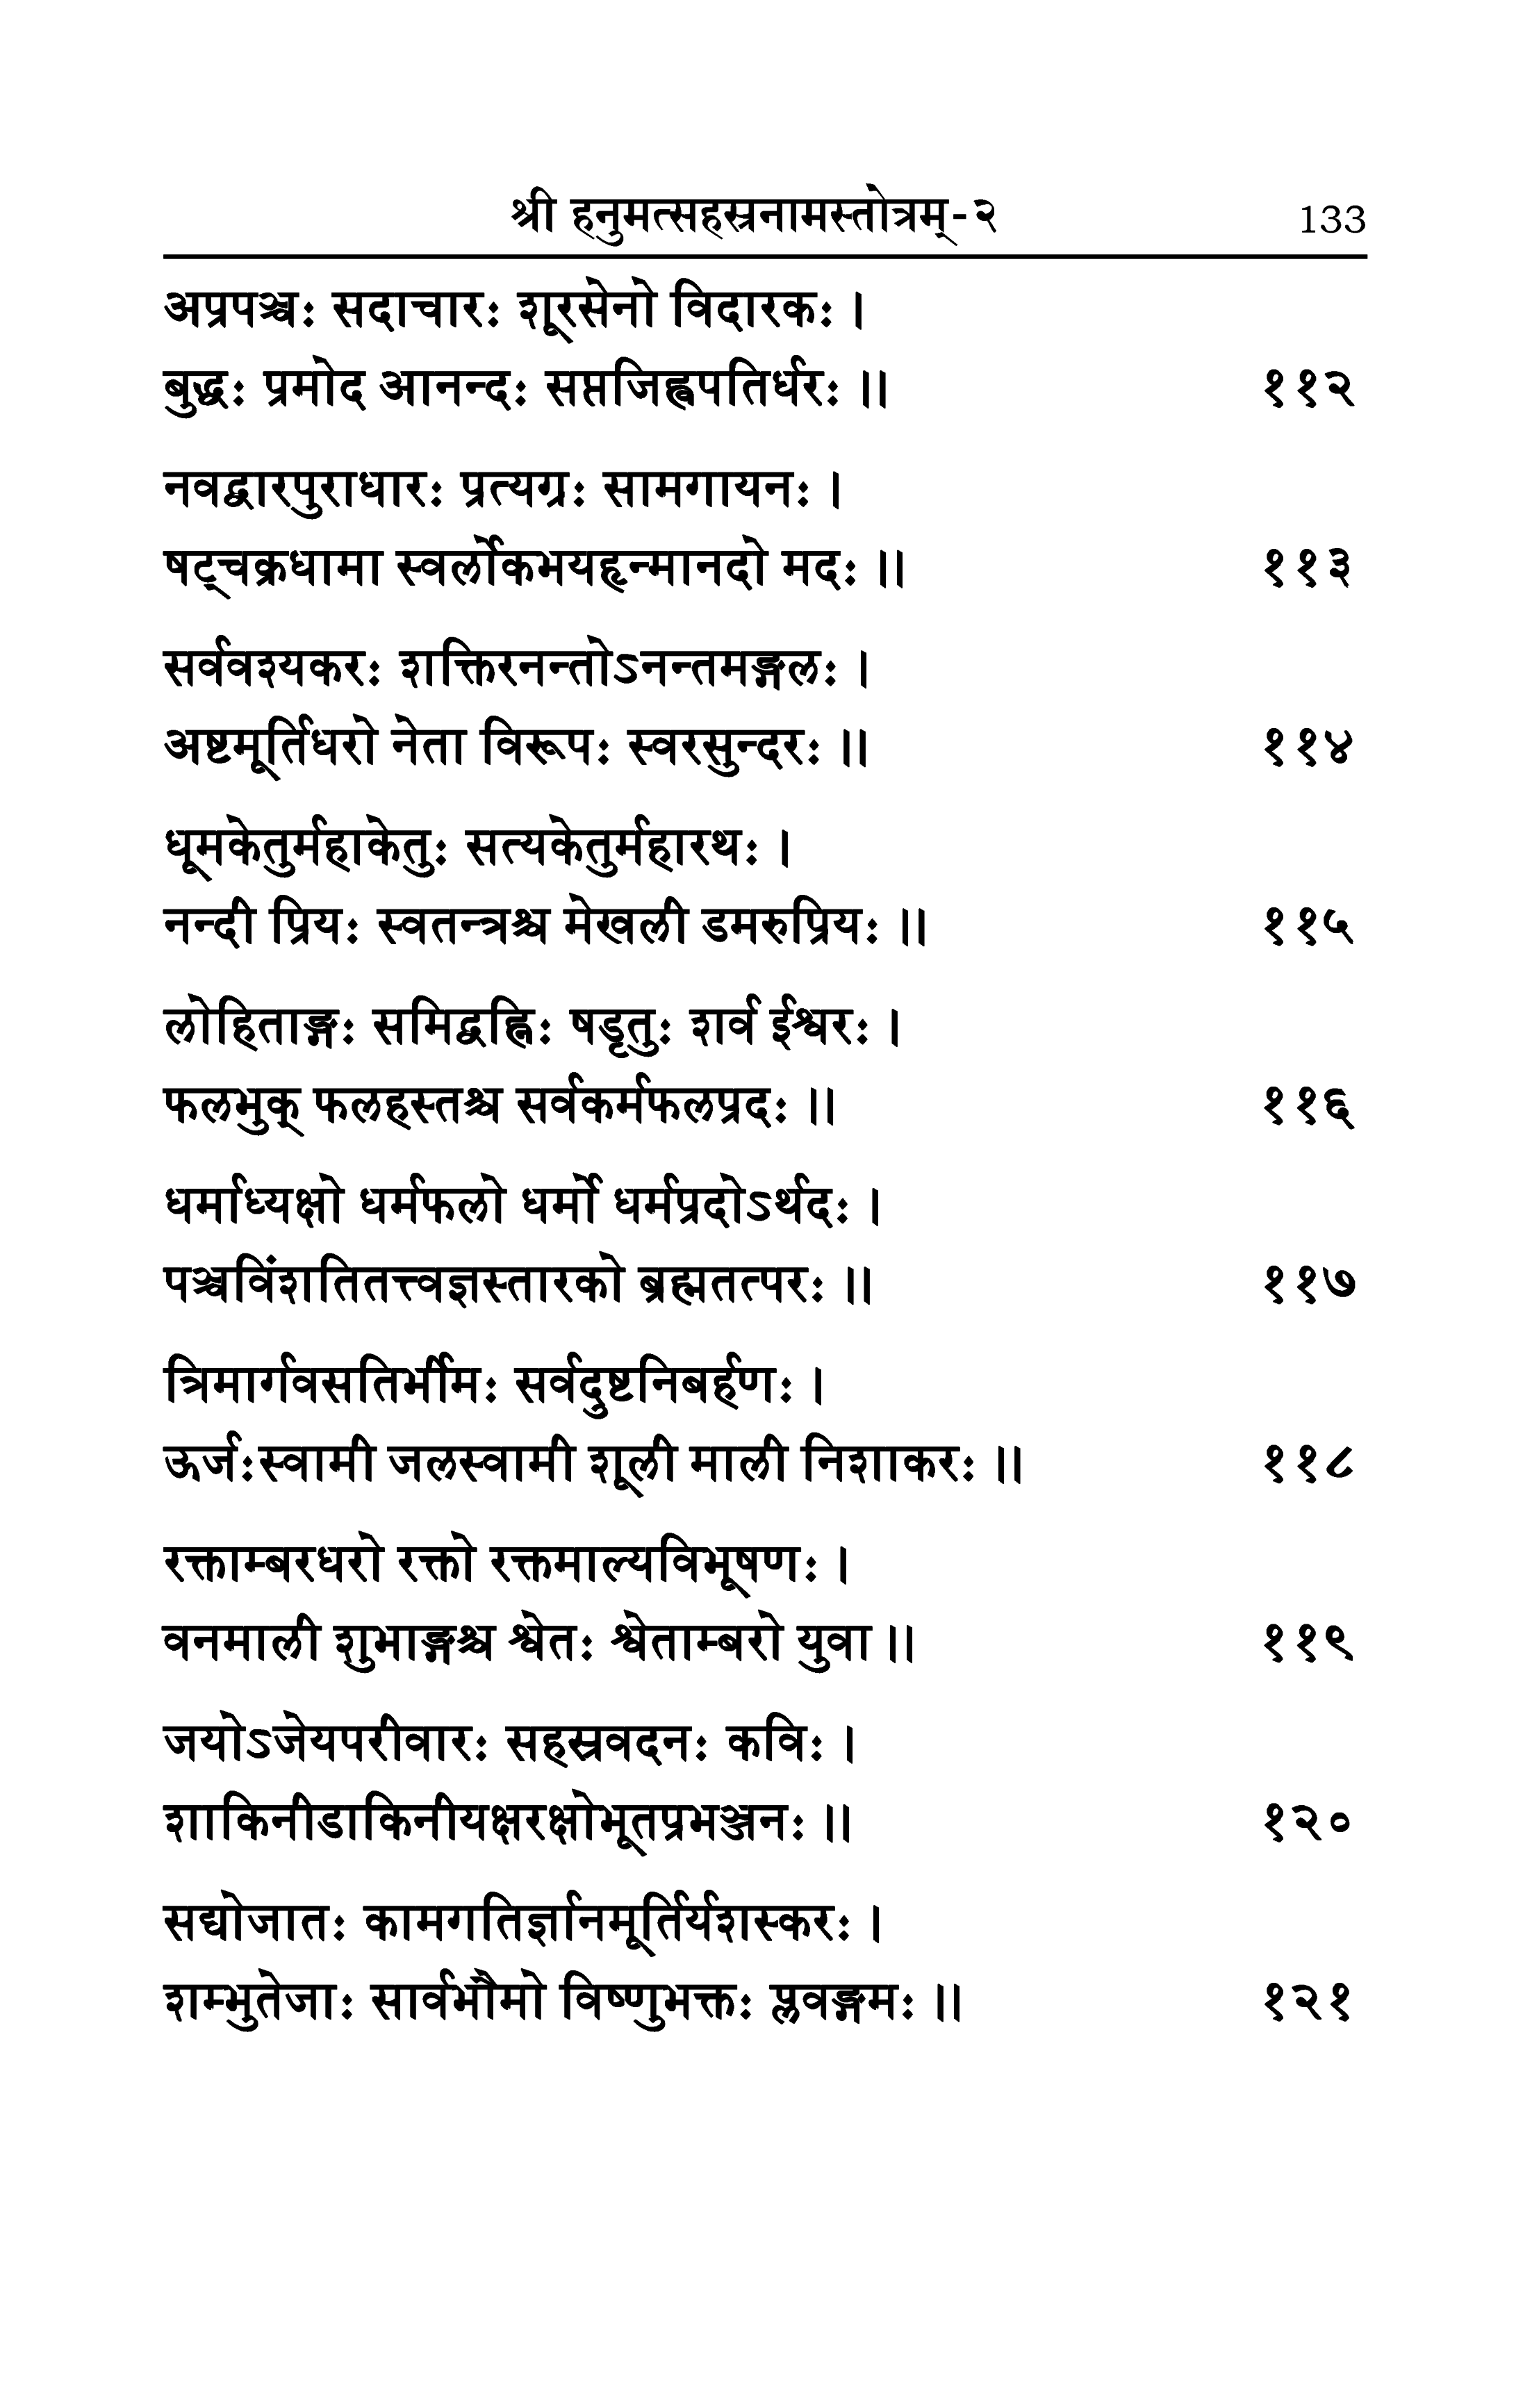 श्री हनुमत्सहस्रनामस्तोत्रम्-२ 133
अप्रपञ्चः सदाचारः शूरसेनो विदारकः।
बुद्धः प्रमोद आनन्दः सप्तजिह्वपतिर्धरः॥ ११२
नवद्वारपुराधारः प्रत्यग्रः सामगायनः।
षट्चक्रधामा स्वर्लोकभयहृन्मानदो मदः॥ ११३
सर्ववश्यकरः शक्तिरनन्तोऽनन्तमङ्गलः।
अष्टमूर्तिधरो नेता विरूपः स्वरसुन्दरः॥ ११४
धूमकेतुर्महाकेतुः सत्यकेतुर्महारथः।
नन्दी प्रियः स्वतन्त्रश्च मेखली डमरुप्रियः॥ ११५
लोहिताङ्गः समिद्वह्निः षडृतुः शर्व ईश्वरः।
फलभुक् फलहस्तश्च सर्वकर्मफलप्रदः॥ ११६
धर्माध्यक्षो धर्मफलो धर्मो धर्मप्रदोऽर्थदः।
पञ्चविंशतितत्त्वज्ञस्तारको ब्रह्मतत्परः॥ ११७
त्रिमार्गवसतिर्भीमः सर्वदुष्टनिबर्हणः।
ऊर्जःस्वामी जलस्वामी शूली माली निशाकरः॥ ११८
रक्ताम्बरधरो रक्तो रक्तमाल्यविभूषणः।
वनमाली शुभाङ्गश्च श्वेतः श्वेताम्बरो युवा॥ ११९
जयोऽजेयपरीवारः सहस्रवदनः कविः।
शाकिनीडाकिनीयक्षरक्षोभूतप्रभञ्जनः॥ १२०
सद्योजातः कामगतिर्ज्ञानमूर्तिर्यशस्करः।
शम्भुतेजाः सार्वभौमो विष्णुभक्तः प्लवङ्गमः॥ १२१